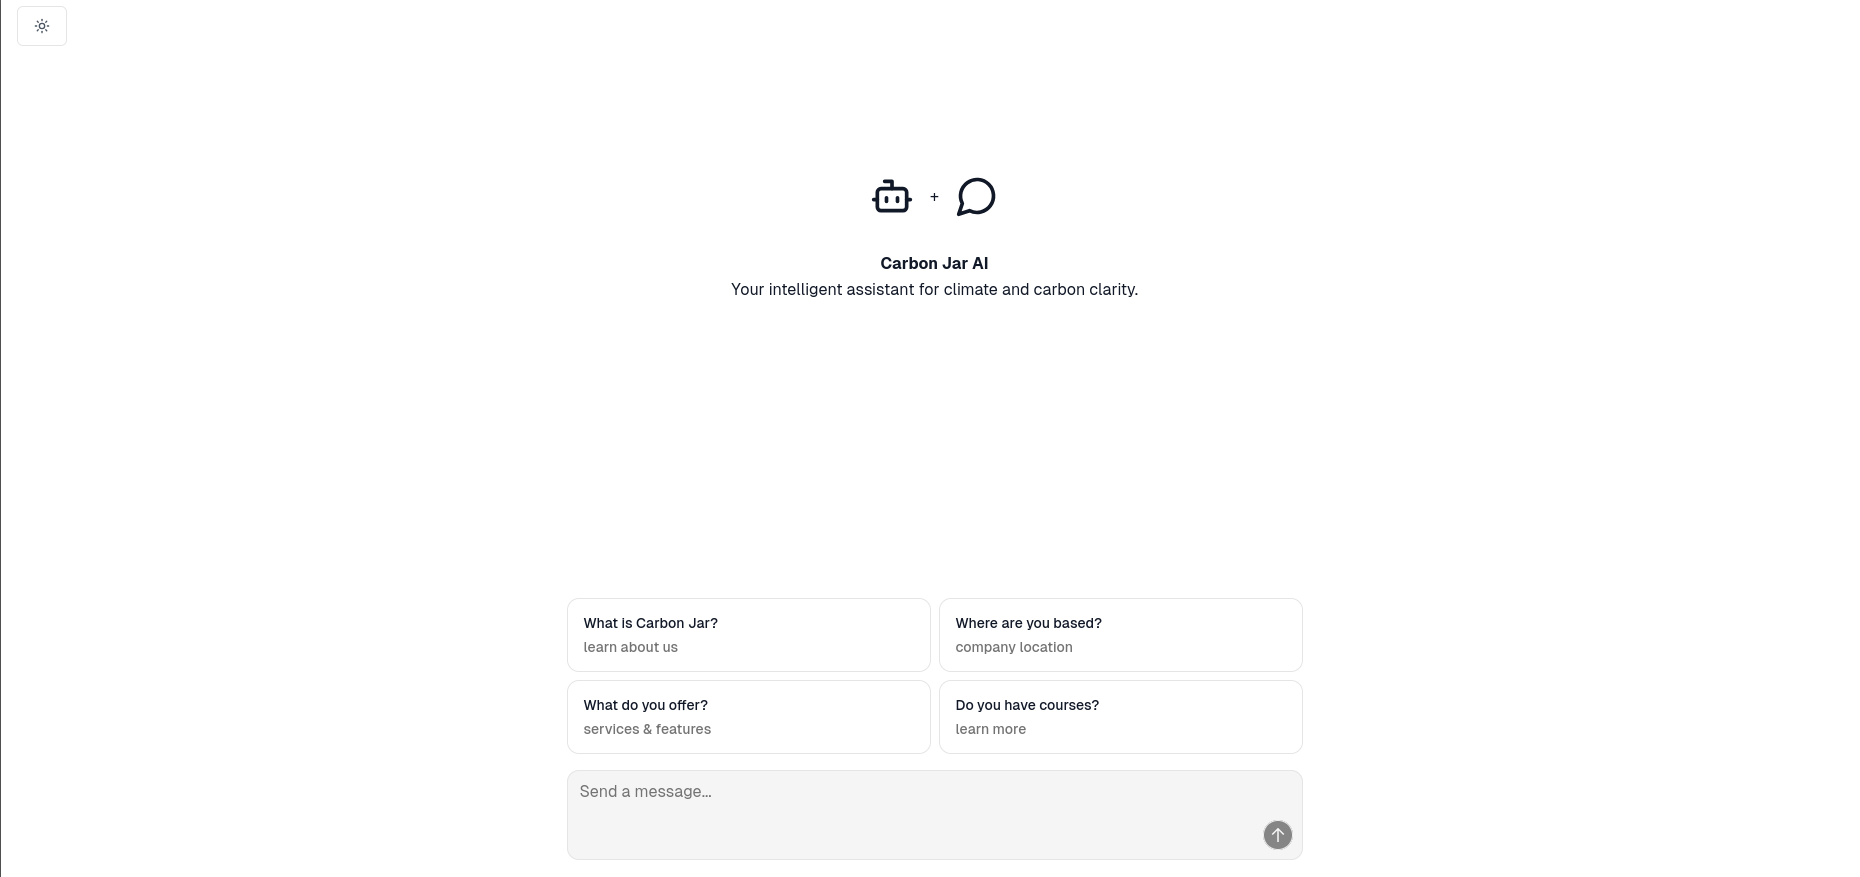 +
Carbon Jar AI
Your intelligent assistant for climate and carbon clarity.
What is Carbon Jar?
learn about us
Where are you based?
company location
What do you offer?
services & features
Do you have courses?
learn more
Send a message...